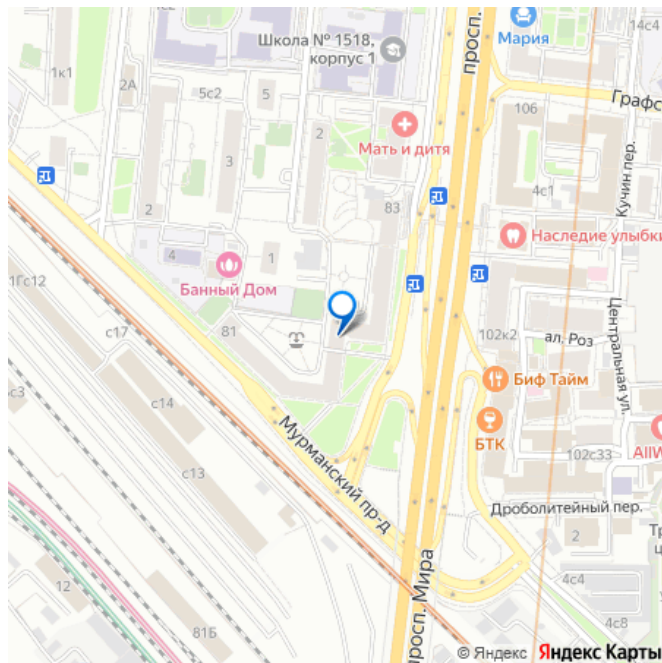 Школа № 1518,
корпус 1
просп.
Мария
14с4
1к1
2А
5с2
5
106
Графс
2
Мать и дитя
3
4с1
Кучин пер.
83
2
Наследие улыбки
4
1
Банный Дом
1Гс12
Центральная ул.
с17
81
102к2
ал. Роз
Биф Тайм
с3
с14
БТК
AllW
Мурманский пр-д
102с33
с13
Дроболитейный пер.
2
Тр
ц
просп. Мира
12
4с4
81Б
4с8
© Яндекс Яндекс Карты